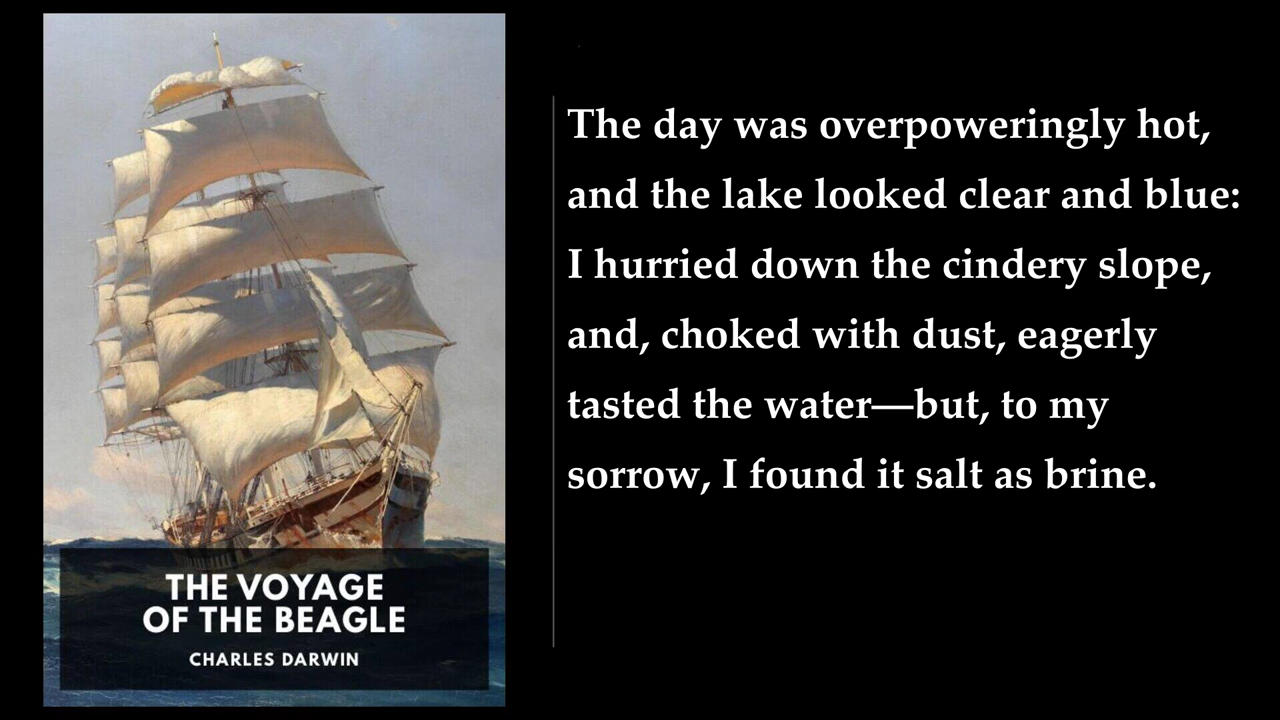 THE VOYAGE
OF THE BEAGLE
CHARLES DARWIN
The day was overpoweringly hot,
and the lake looked clear and blue:
I hurried down the cindery slope,
and, choked with dust, eagerly
tasted the water—but, to my
sorrow, I found it salt as brine.